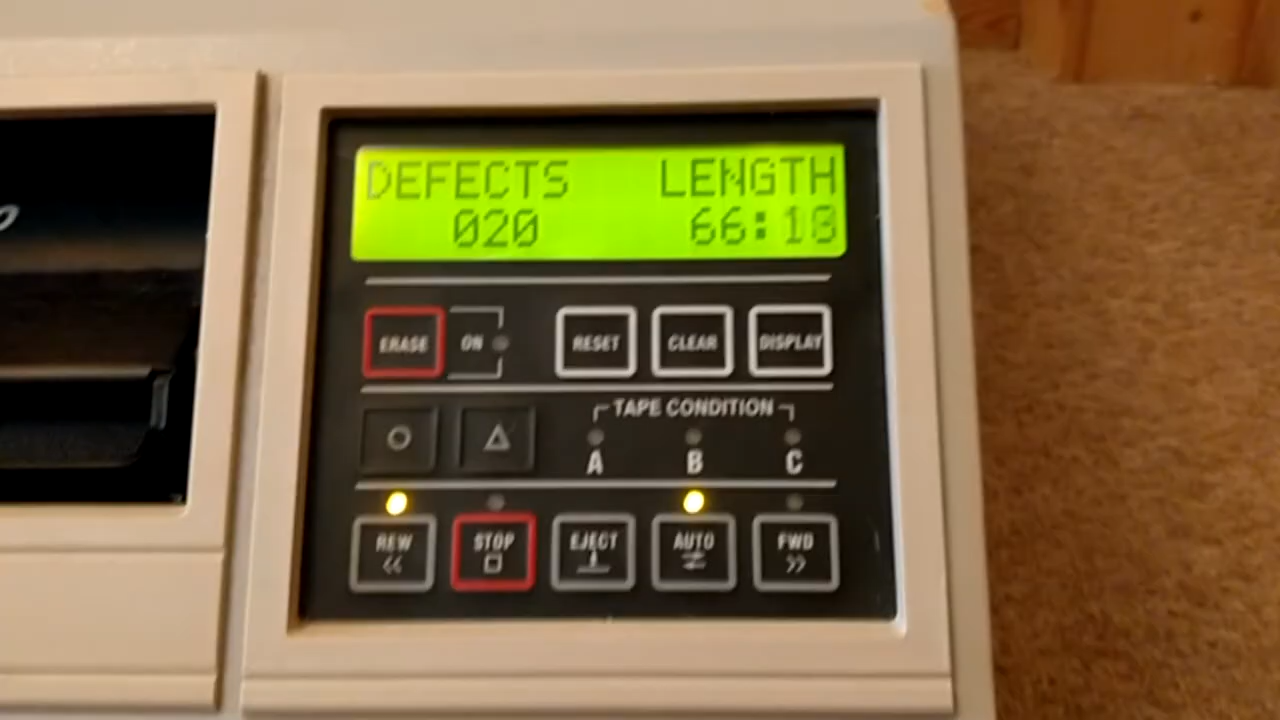 DEFECTS LENGTH
020 66:18
ERASE ON RESET CLEAR DISPLAY
TAPE CONDITION
A B C
REW STOP EJECT AUTO FWD